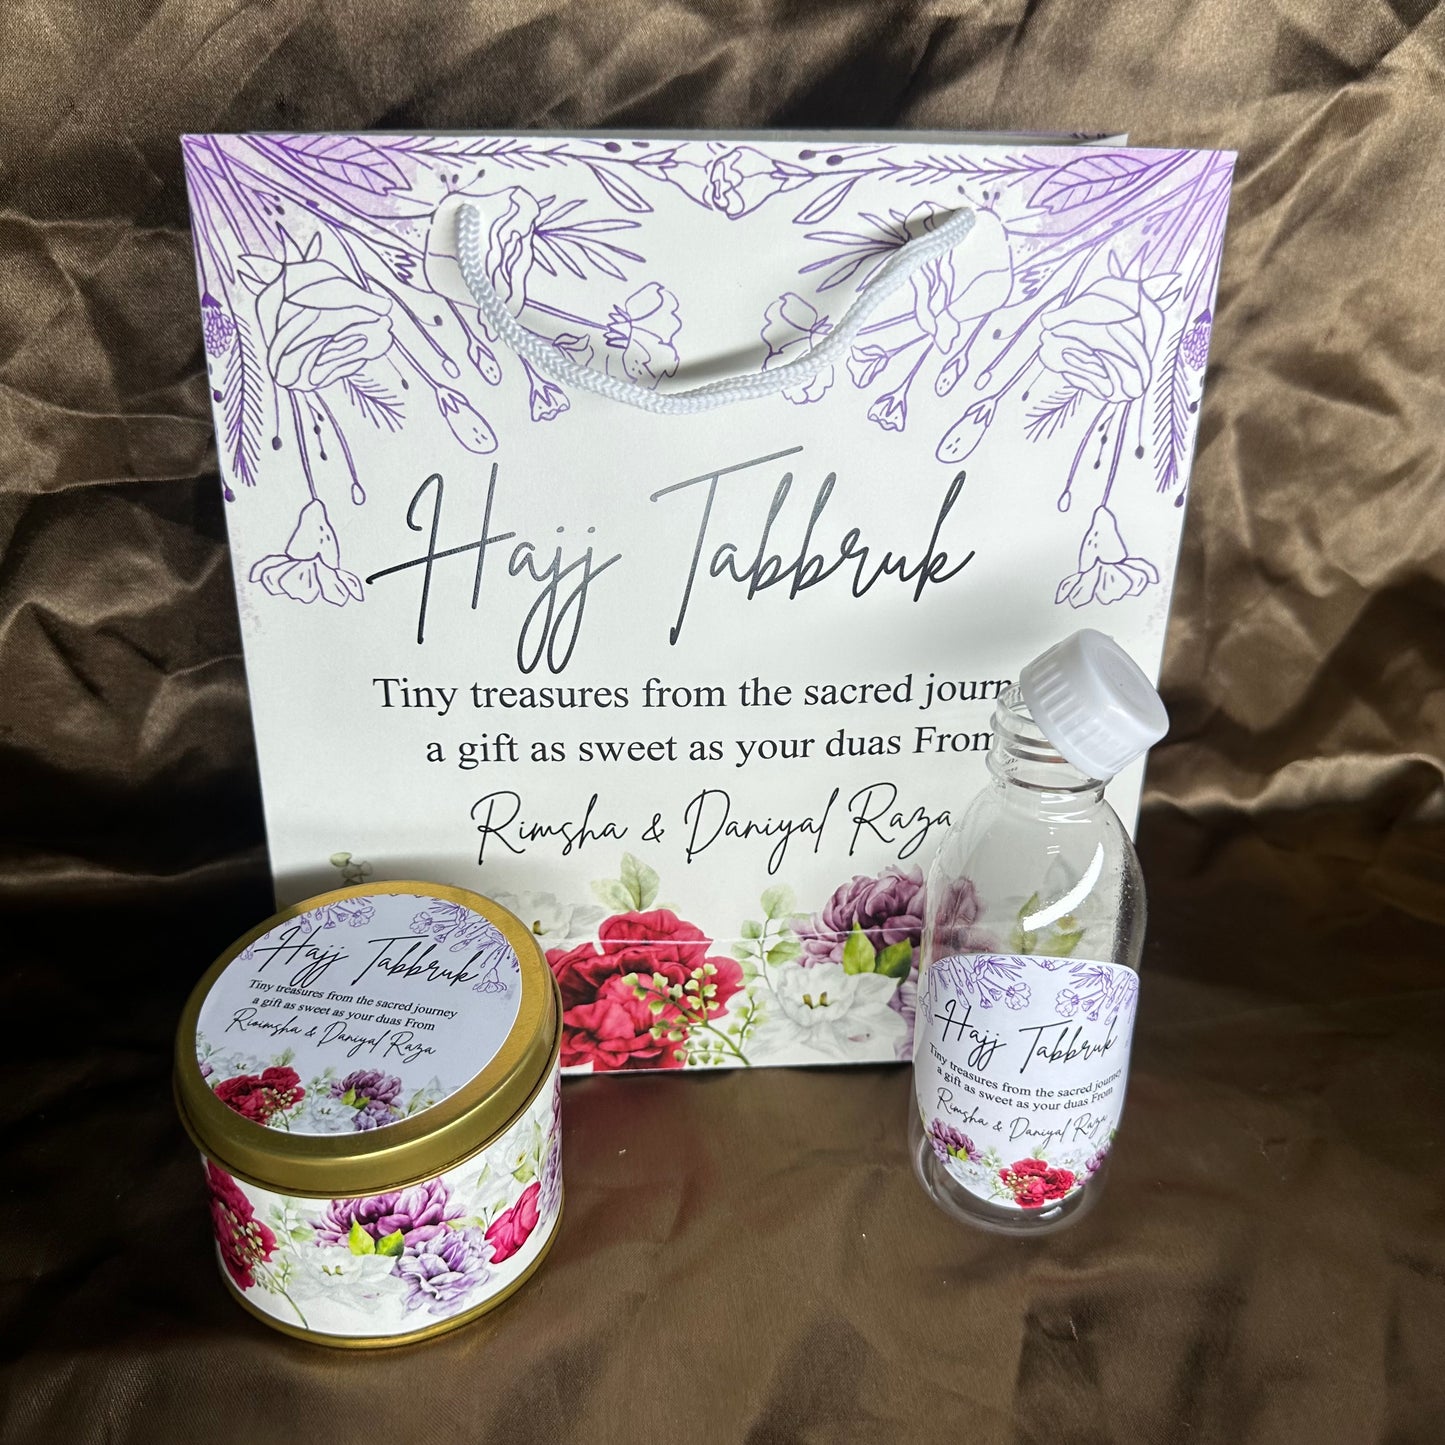 Hajj Tabbruk
Tiny treasures from the sacred journ
a gift as sweet as your duas From
Rimsha & Daniyal Raza
Hajj Tabbruk
Tiny treasures from the sacred journey
a gift as sweet as your duas From
Rimsha & Daniyal Raza
Hajj Tabbruk
Tiny treasures from the sacred journey
a gift as sweet as your duas From
Rimsha & Daniyal Raza